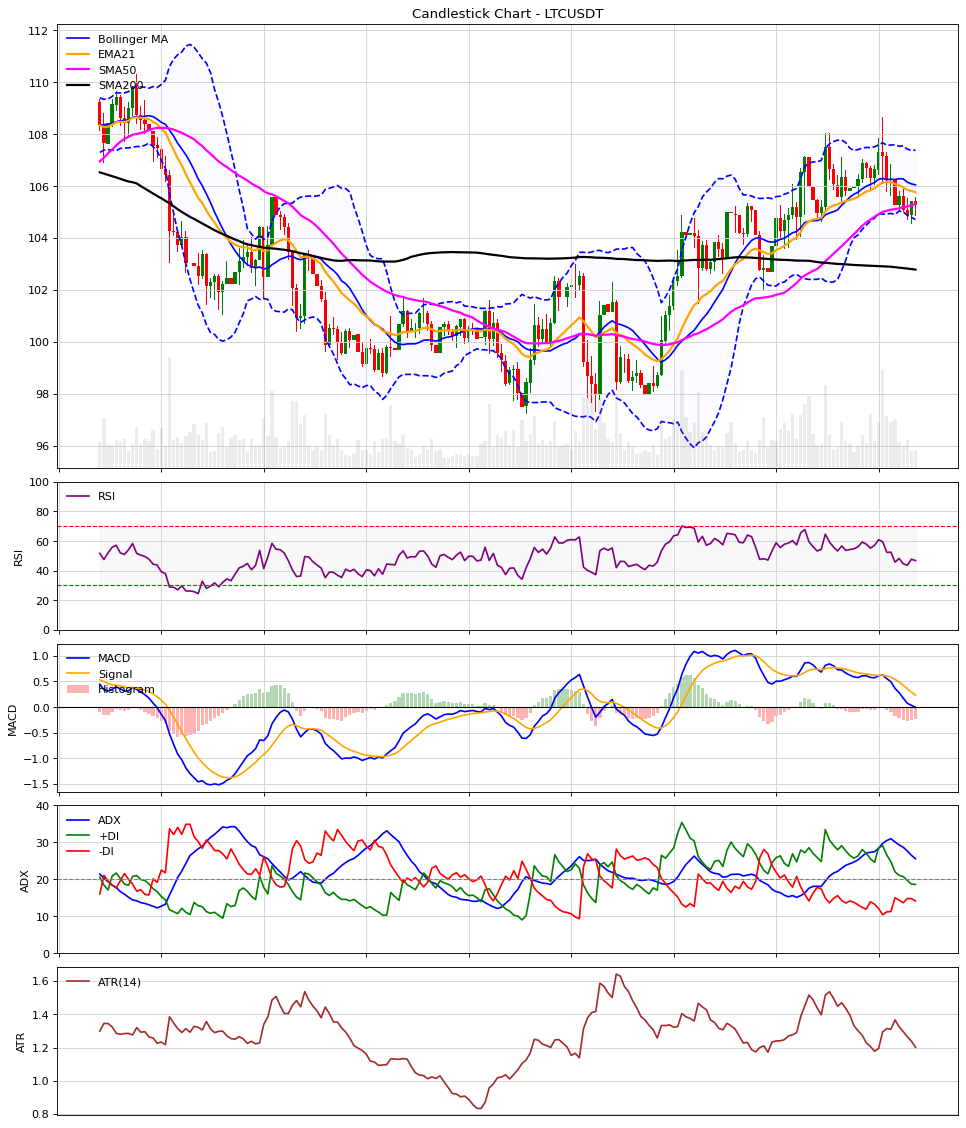 Candlestick Chart - LTCUSDT
Bollinger MA
EMA21
SMA50
SMA200
112
110
108
106
104
102
100
98
96
RSI
RSI
100
80
60
40
20
0
MACD
Signal
Histogram
MACD
1.0
0.5
0.0
−0.5
−1.0
−1.5
ADX
+DI
-DI
ADX
40
30
20
10
0
ATR(14)
ATR
1.6
1.4
1.2
1.0
0.8